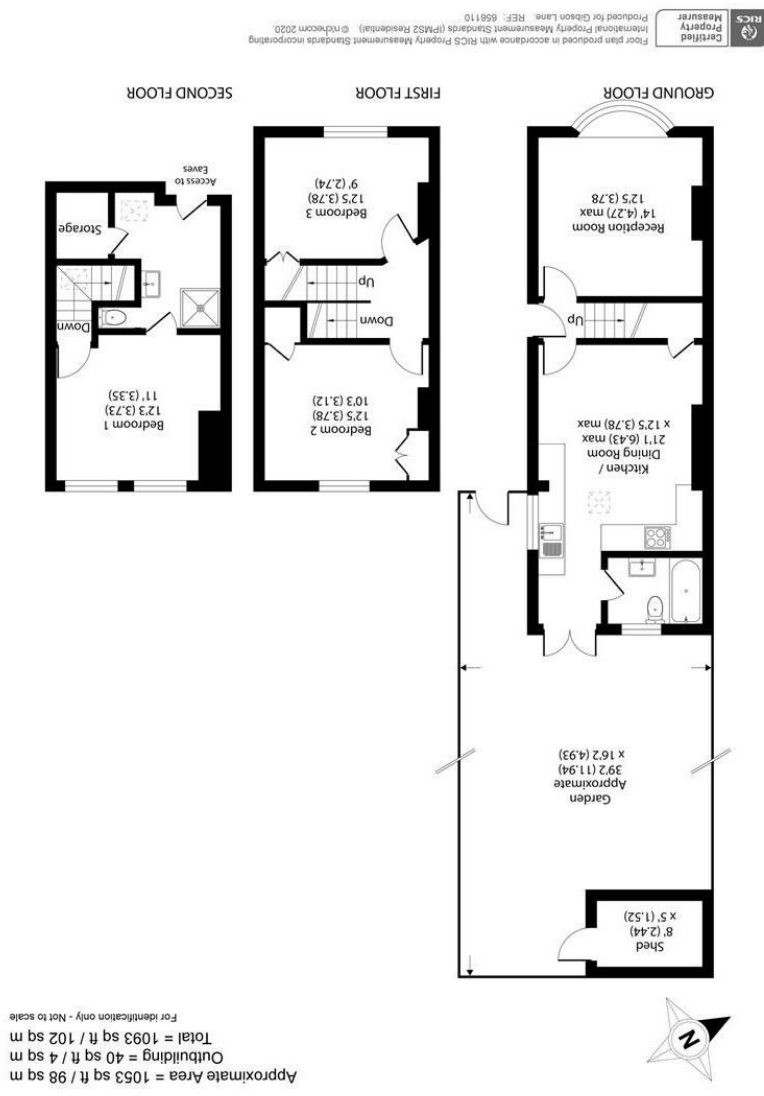 Approximate Area = 1053 sq ft / 98 sq m
Outbuilding = 40 sq ft / 4 sq m
Total = 1093 sq ft / 102 sq m
For identification only - Not to scale
N
Shed
8' (2.44)
x 5' (1.52)
Garden
Approximate
39'2 (11.94)
x 16'2 (4.93)
Kitchen /
Dining Room
21'1 (6.43) max
x 12'5 (3.78) max
Up
Reception Room
14' (4.27) max
12'5 (3.78
GROUND FLOOR
Bedroom 2
12'5 (3.78)
10'3 (3.12)
Down
Up
Bedroom 3
12'5 (3.78)
9' (2.74)
FIRST FLOOR
Bedroom 1
12'3 (3.73)
11' (3.35)
Down
Storage
Access to
Eaves
SECOND FLOOR
RICS
Certified
Property
Measurer
Floor plan produced in accordance with RICS Property Measurement Standards incorporating
International Property Measurement Standards (IPMS2 Residential). © nichecom 2020.
Produced for Gibson Lane. REF: 656110